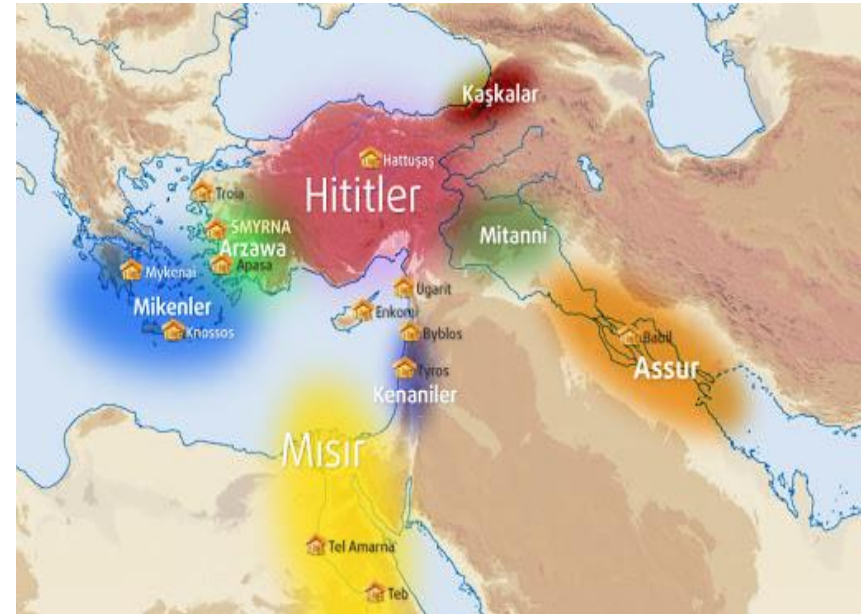 Kaşkalar
Hattuşaş
Hititler
Troia
SMYRNA
Arzawa
Apasa
Mitanni
Mykenai
Mikenler
Knossos
Ugarit
Enkomi
Byblos
Babil
Assur
Tyros
Kenaniler
Mısır
Tel Amarna
Teb